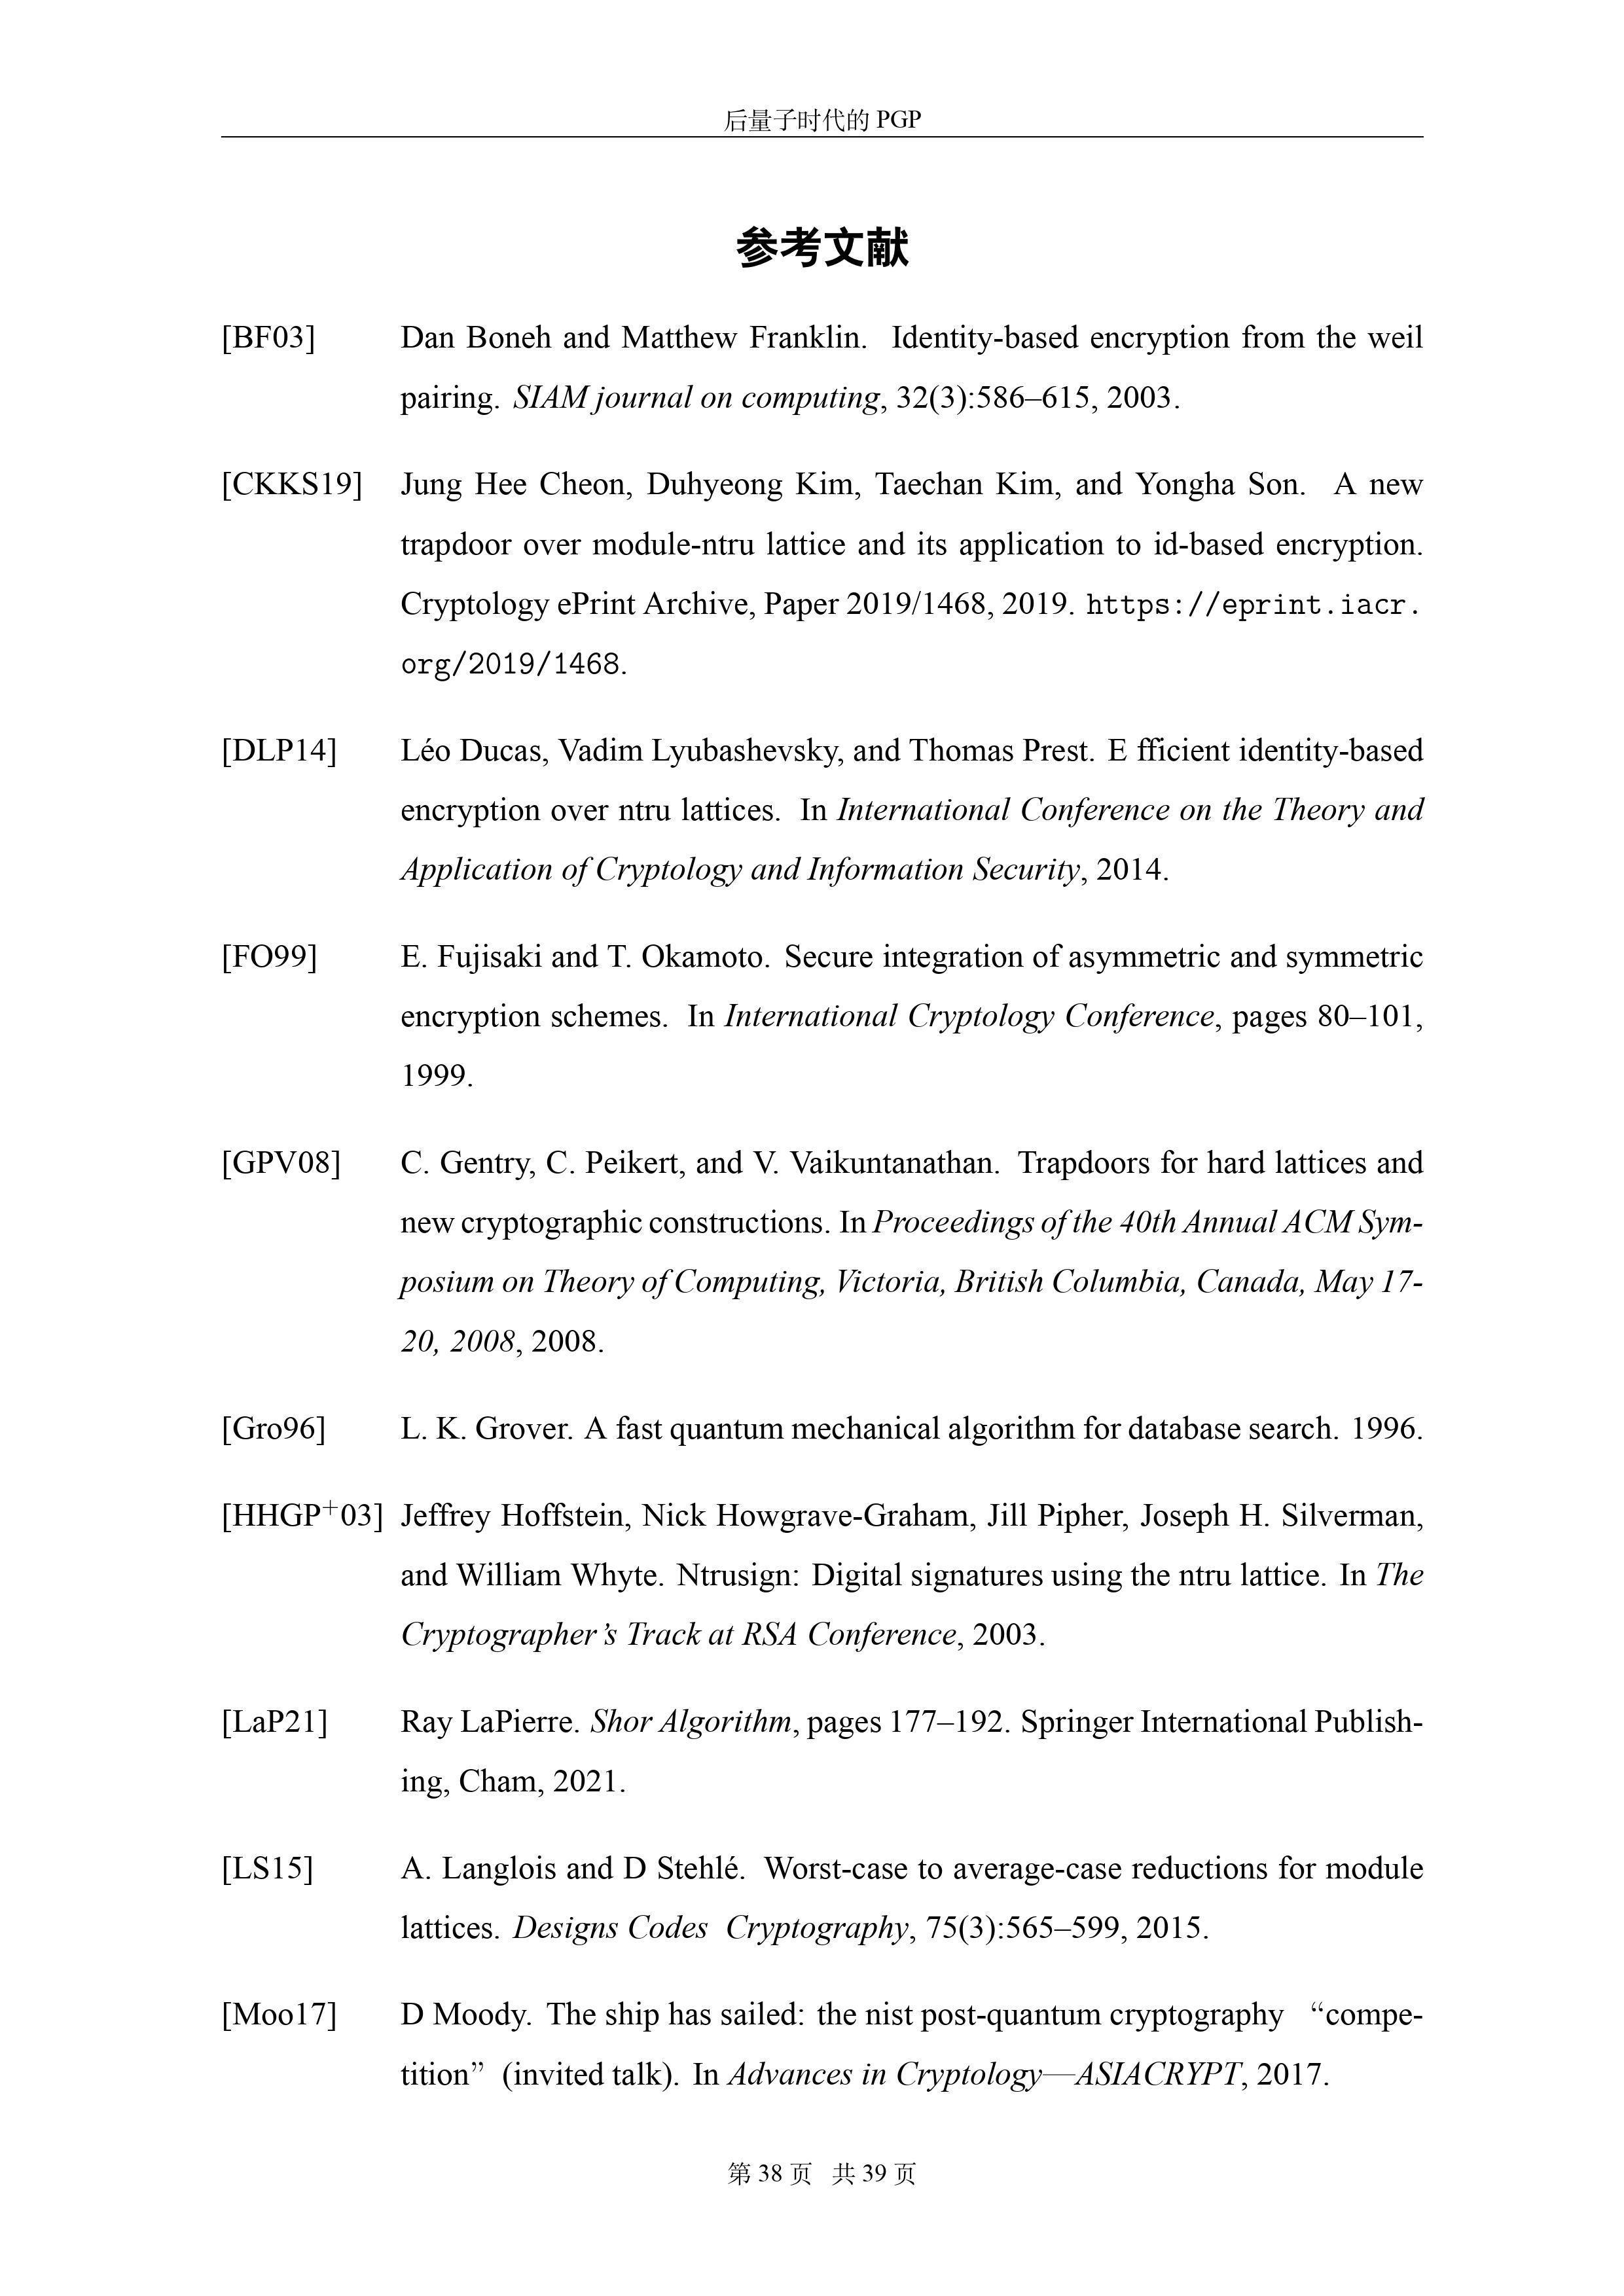 后量子时代的 PGP
参考文献
[BF03] Dan Boneh and Matthew Franklin. Identity-based encryption from the weil
pairing. SIAM journal on computing, 32(3):586–615, 2003.
[CKKS19] Jung Hee Cheon, Duhyeong Kim, Taechan Kim, and Yongha Son. A new
trapdoor over module-ntru lattice and its application to id-based encryption.
Cryptology ePrint Archive, Paper 2019/1468, 2019. https://eprint.iacr.
org/2019/1468.
[DLP14] Léo Ducas, Vadim Lyubashevsky, and Thomas Prest. E fficient identity-based
encryption over ntru lattices. In International Conference on the Theory and
Application of Cryptology and Information Security, 2014.
[FO99] E. Fujisaki and T. Okamoto. Secure integration of asymmetric and symmetric
encryption schemes. In International Cryptology Conference, pages 80–101,
1999.
[GPV08] C. Gentry, C. Peikert, and V. Vaikuntanathan. Trapdoors for hard lattices and
new cryptographic constructions. In Proceedings of the 40th Annual ACM Sym-
posium on Theory of Computing, Victoria, British Columbia, Canada, May 17-
20, 2008, 2008.
[Gro96] L. K. Grover. A fast quantum mechanical algorithm for database search. 1996.
[HHGP+03] Jeffrey Hoffstein, Nick Howgrave-Graham, Jill Pipher, Joseph H. Silverman,
and William Whyte. Ntrusign: Digital signatures using the ntru lattice. In The
Cryptographer's Track at RSA Conference, 2003.
[LaP21] Ray LaPierre. Shor Algorithm, pages 177–192. Springer International Publish-
ing, Cham, 2021.
[LS15] A. Langlois and D Stehlé. Worst-case to average-case reductions for module
lattices. Designs Codes Cryptography, 75(3):565–599, 2015.
[Moo17] D Moody. The ship has sailed: the nist post-quantum cryptography “compe-
tition” (invited talk). In Advances in Cryptology—ASIACRYPT, 2017.
第 38 页 共 39 页